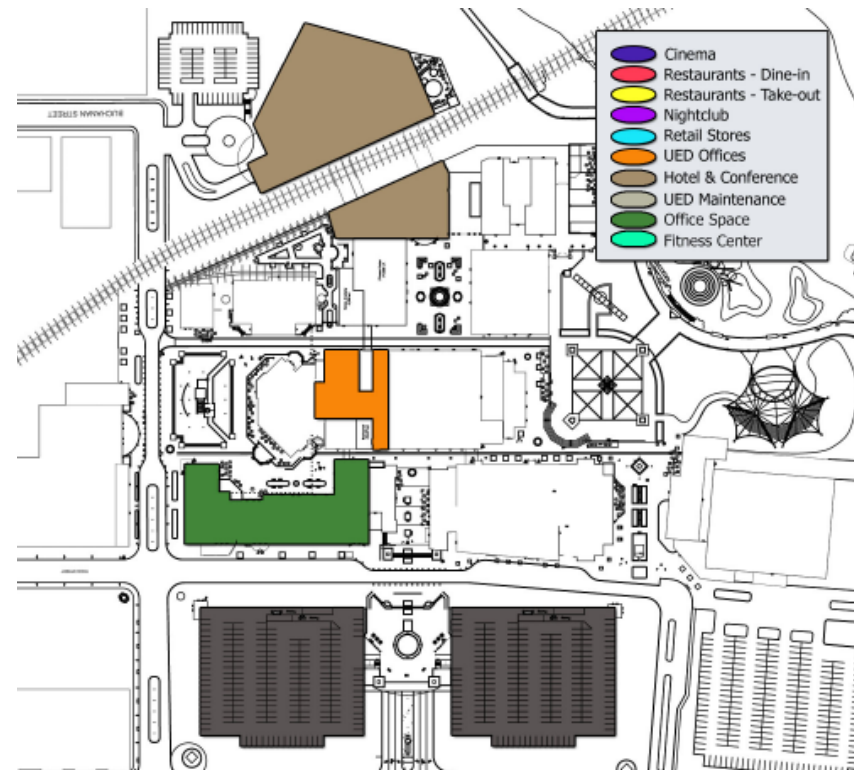 BUCHANAN STREET
Cinema
Restaurants - Dine-in
Restaurants - Take-out
Nightclub
Retail Stores
UED Offices
Hotel & Conference
UED Maintenance
Office Space
Fitness Center